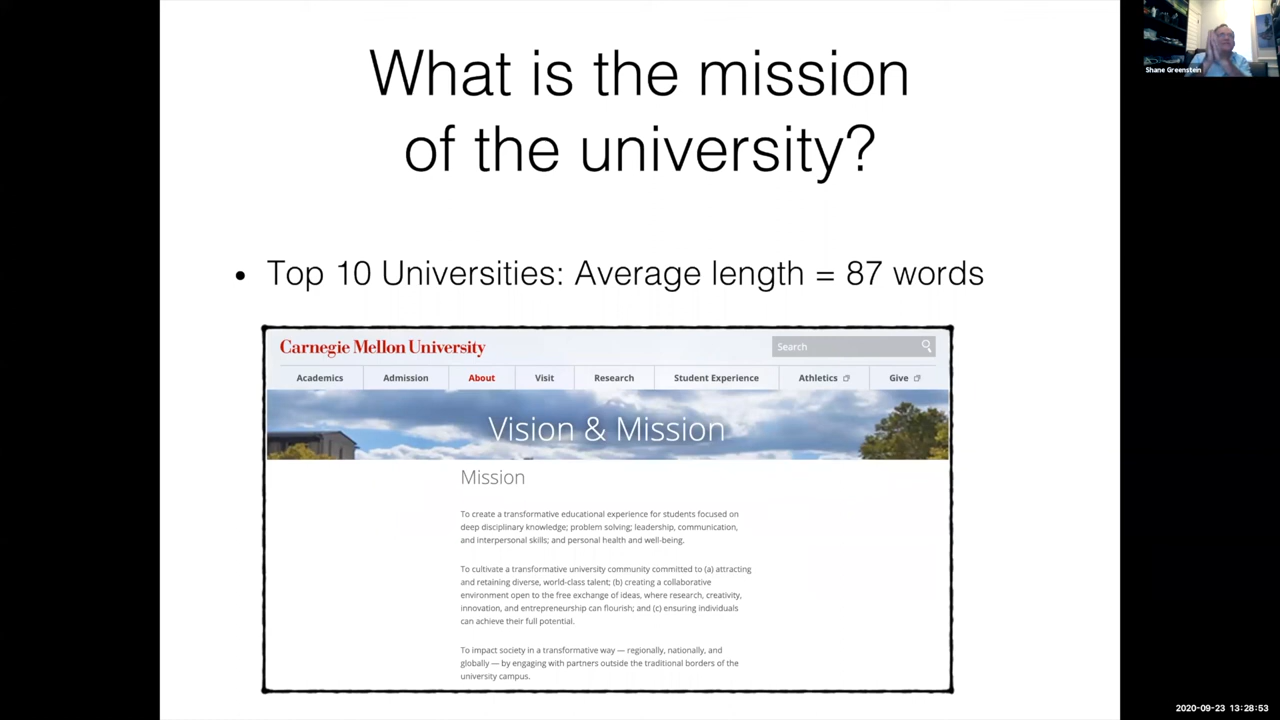 What is the mission
of the university?
Shane Greenstein
• Top 10 Universities: Average length = 87 words
Carnegie Mellon University
Search
Academics Admission About Visit Research Student Experience Athletics Give
Vision & Mission
Mission
To create a transformative educational experience for students focused on
deep disciplinary knowledge; problem solving; leadership, communication,
and interpersonal skills; and personal health and well-being.
To cultivate a transformative university community committed to (a) attracting
and retaining diverse, world-class talent; (b) creating a collaborative
environment open to the free exchange of ideas, where research, creativity,
innovation, and entrepreneurship can flourish; and (c) ensuring individuals
can achieve their full potential.
To impact society in a transformative way — regionally, nationally, and
globally — by engaging with partners outside the traditional borders of the
university campus.
2020-09-23 13:28:53